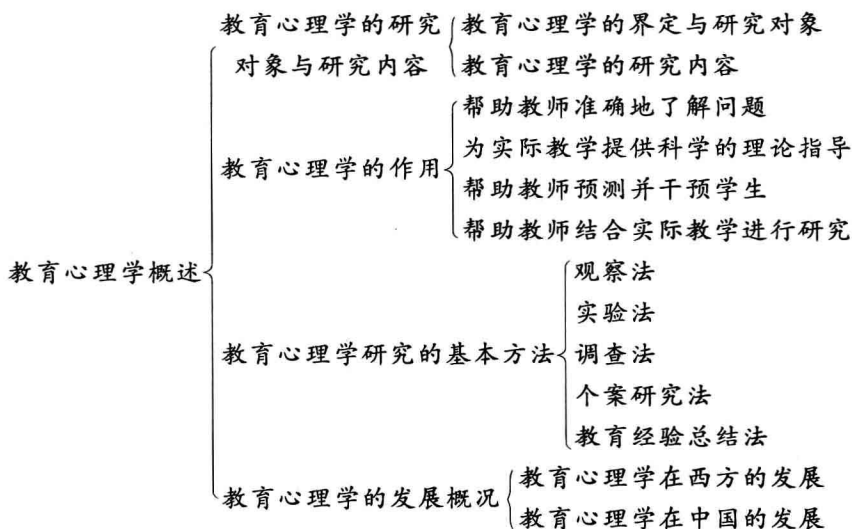 教育心理学的研究
对象与研究内容
教育心理学的界定与研究对象
教育心理学的研究内容
教育心理学的作用
帮助教师准确地了解问题
为实际教学提供科学的理论指导
帮助教师预测并干预学生
帮助教师结合实际教学进行研究
教育心理学概述
教育心理学研究的基本方法
观察法
实验法
调查法
个案研究法
教育经验总结法
教育心理学的发展概况
教育心理学在西方的发展
教育心理学在中国的发展